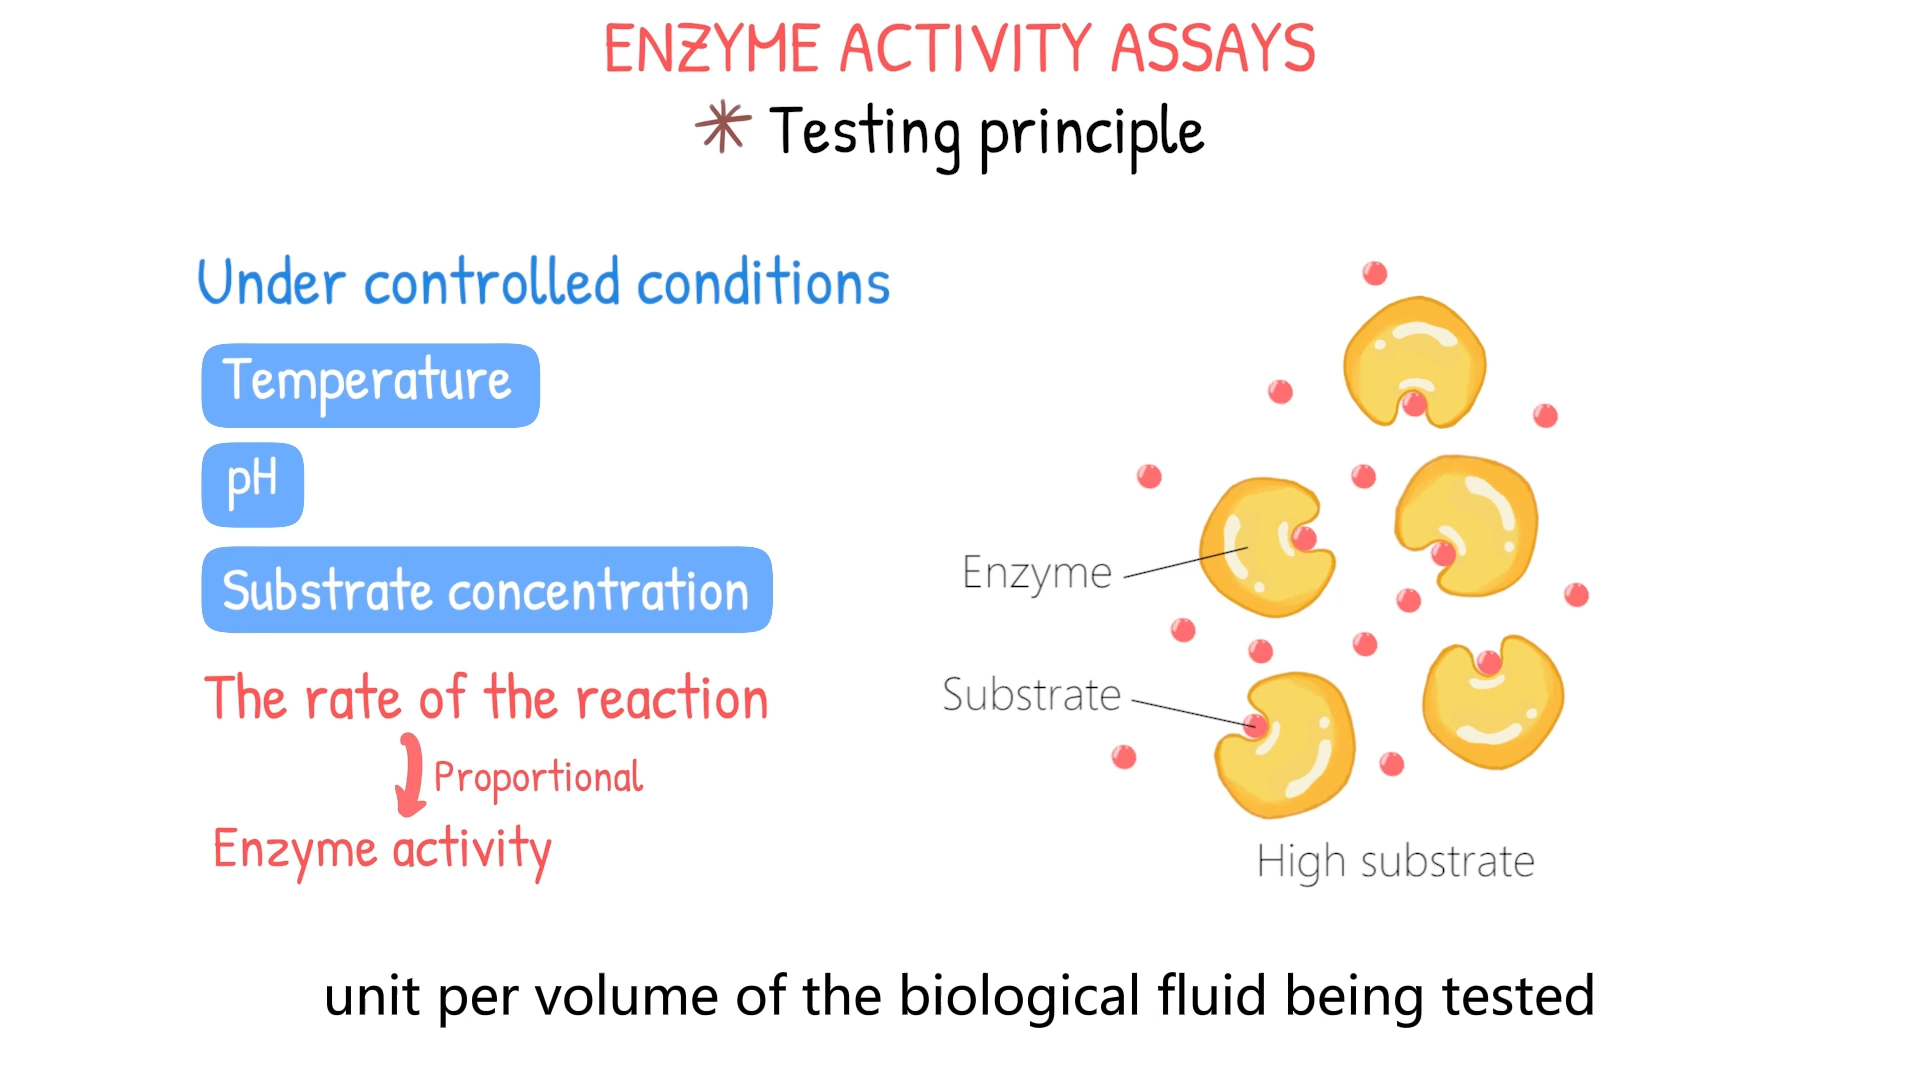 ENZYME ACTIVITY ASSAYS
Testing principle
Under controlled conditions
Temperature
pH
Substrate concentration
The rate of the reaction
Proportional
Enzyme activity
Enzyme
Substrate
High substrate
unit per volume of the biological fluid being tested